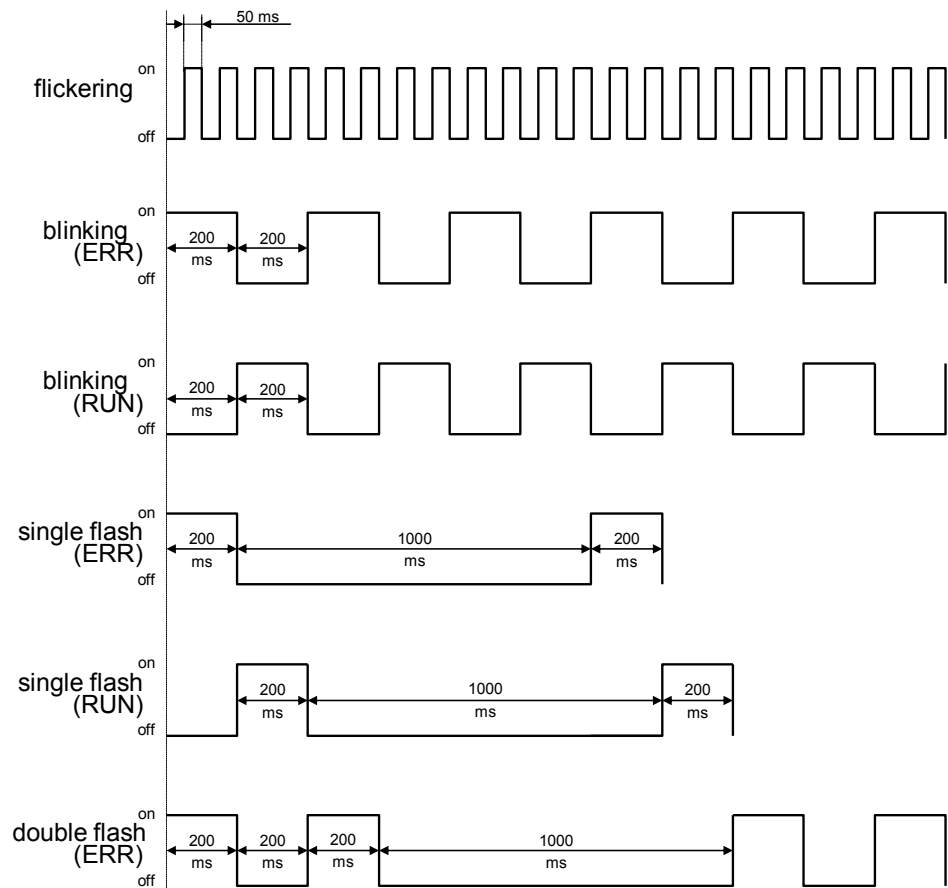 50 ms
on
flickering
off
on
blinking
(ERR)
200
ms
200
ms
off
on
blinking
(RUN)
200
ms
200
ms
off
on
single flash
(ERR)
200
ms
1000
ms
200
ms
off
on
single flash
(RUN)
200
ms
1000
ms
200
ms
off
on
double flash
(ERR)
200
ms
200
ms
200
ms
1000
ms
off